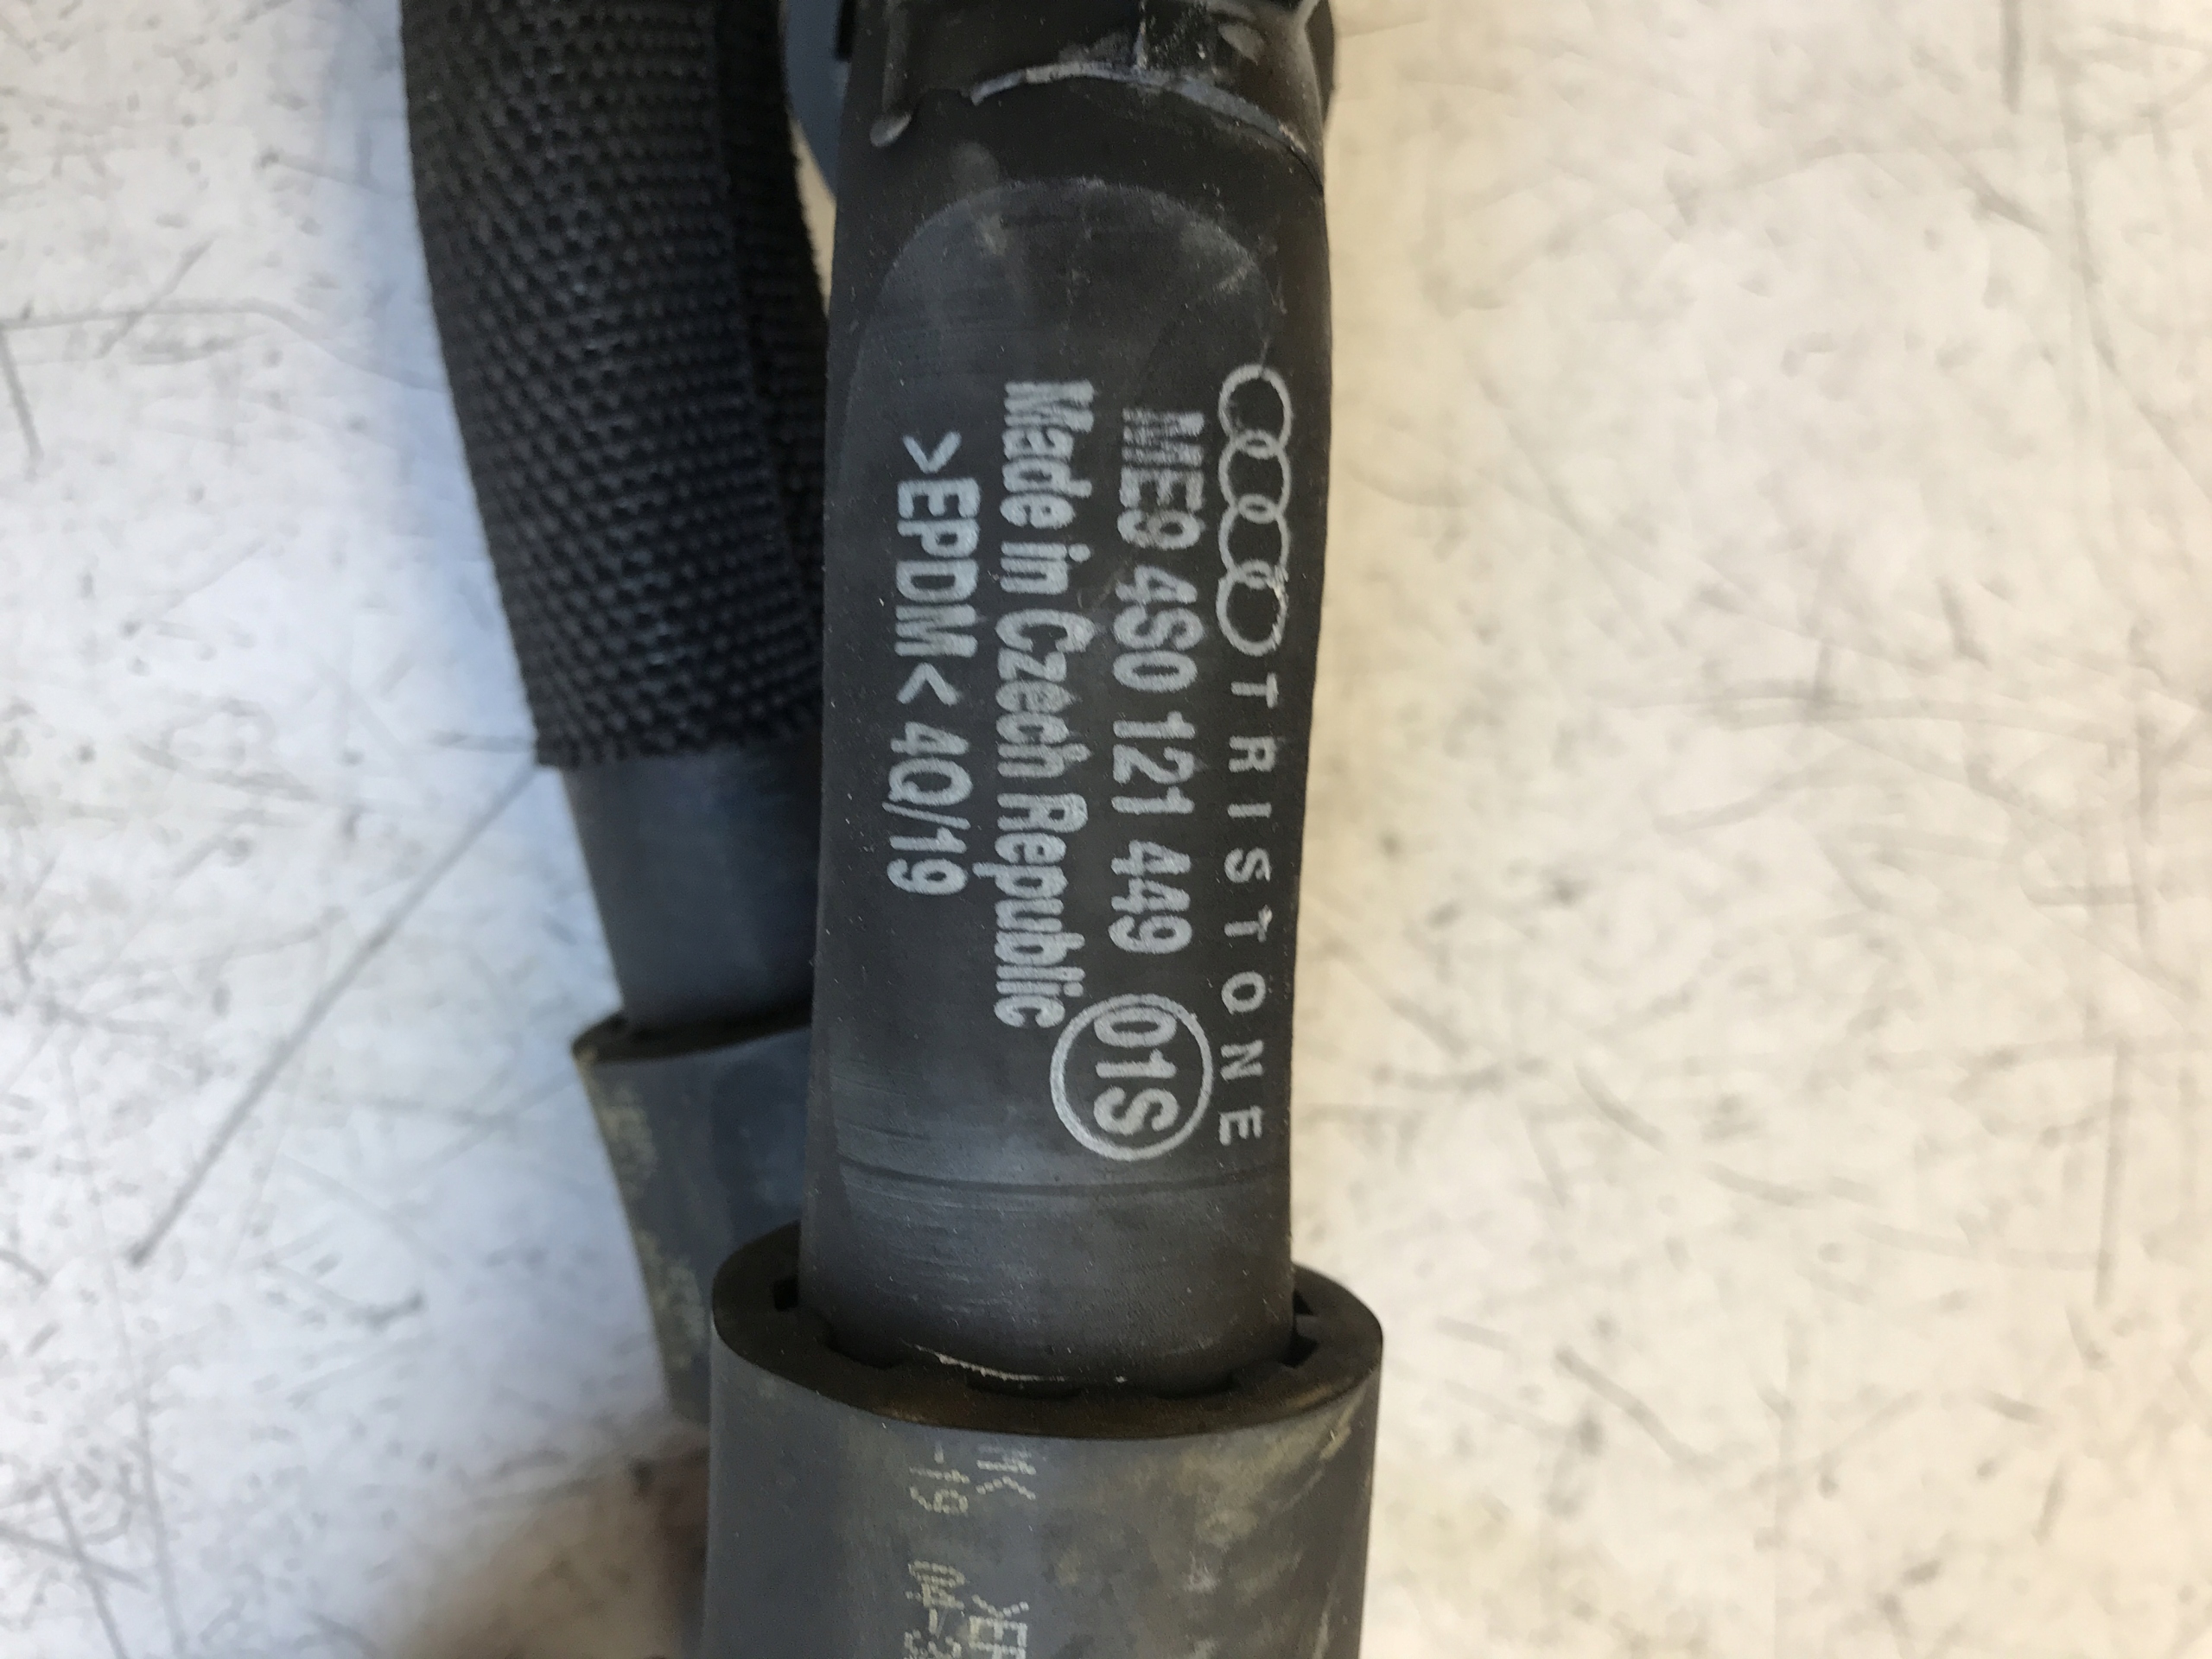 TRISTONE
ME9 4S0 121 449 01S
Made in Czech Republic
>EPDM< 4Q/19